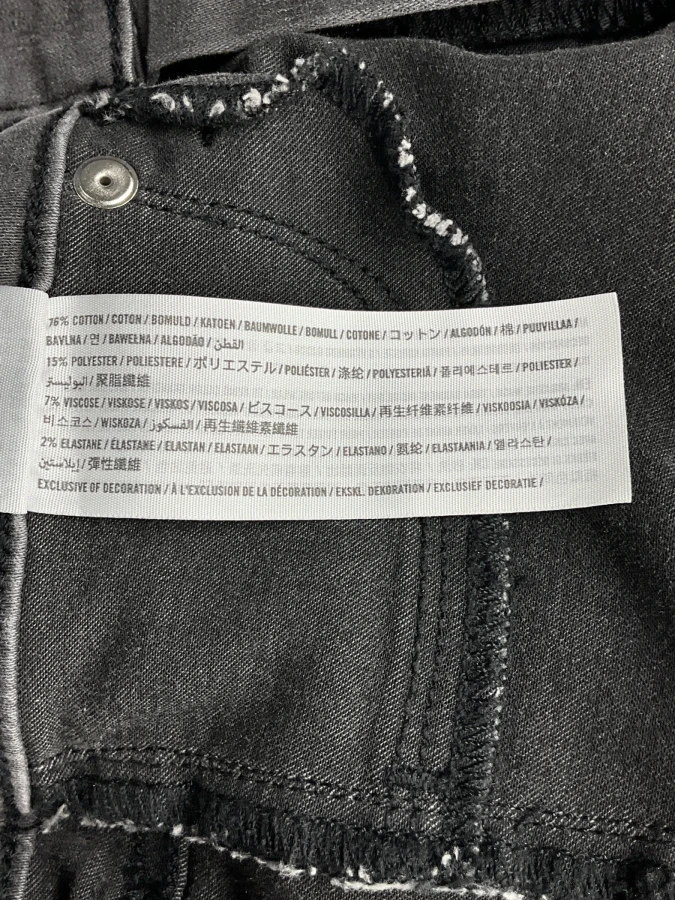 76% COTTON / COTON / BOMULD / KATOEN / BAUMWOLLE / BOMULL / COTONE / コットン / ALGODÓN / 棉 / PUUVILLAA /
BAVLNA / 면 / BAWEŁNA / ALGODÃO / القطن
15% POLYESTER / POLIESTERE / ポリエステル / POLIÉSTER / 涤纶 / POLYESTERIÄ / 폴리에스테르 / POLIESTER /
البوليستر / 聚脂纖維
7% VISCOSE / VISKOSE / VISKOS / VISCOSA / ビスコース / VISCOSILLA / 再生纤维素纤维 / VISKOOSIA / VISKÓZA /
비스코스 / WISKOZA / الفسكوز / 再生纖維素纖維
2% ELASTANE / ÉLASTANE / ELASTAN / ELASTAAN / エラスタン / ELASTANO / 氨纶 / ELASTAANIA / 엘라스탄 /
إيلاستين / 彈性纖維
EXCLUSIVE OF DECORATION / À L'EXCLUSION DE LA DÉCORATION / EKSKL. DEKORATION / EXCLUSIEF DECORATIE /